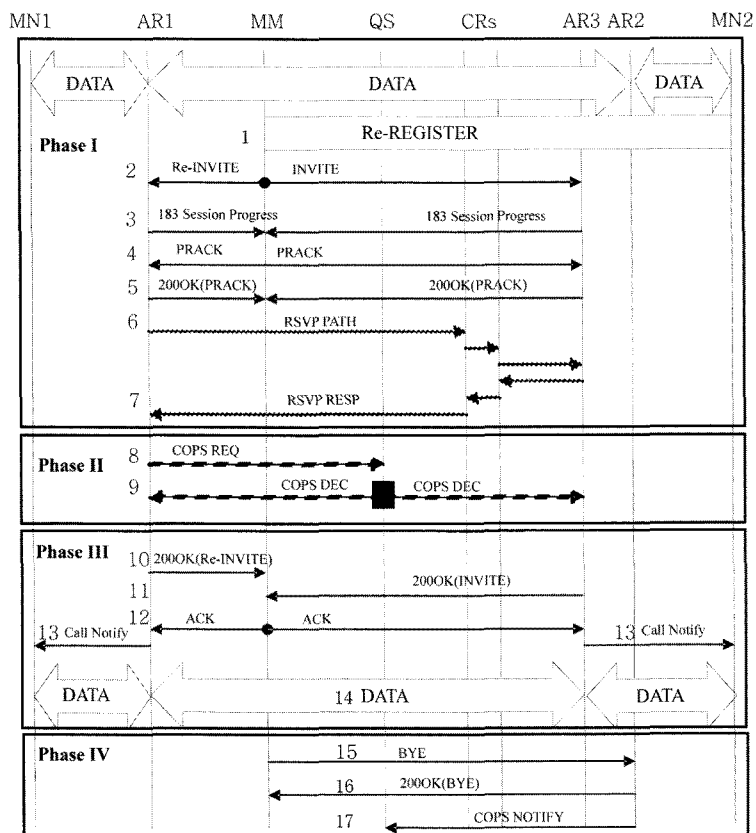 MN1 AR1 MM QS CRs AR3 AR2 MN2
DATA DATA DATA
1 Re-REGISTER
Phase I
2 Re-INVITE INVITE
3 183 Session Progress 183 Session Progress
4 PRACK PRACK
5 200OK(PRACK) 200OK(PRACK)
6 RSVP PATH
7 RSVP RESP
Phase II
8 COPS REQ
9 COPS DEC COPS DEC
Phase III
10 200OK(Re-INVITE)
11 200OK(INVITE)
12 ACK ACK
13 Call Notify 13 Call Notify
DATA 14 DATA DATA
Phase IV
15 BYE
16 200OK(BYE)
17 COPS NOTIFY